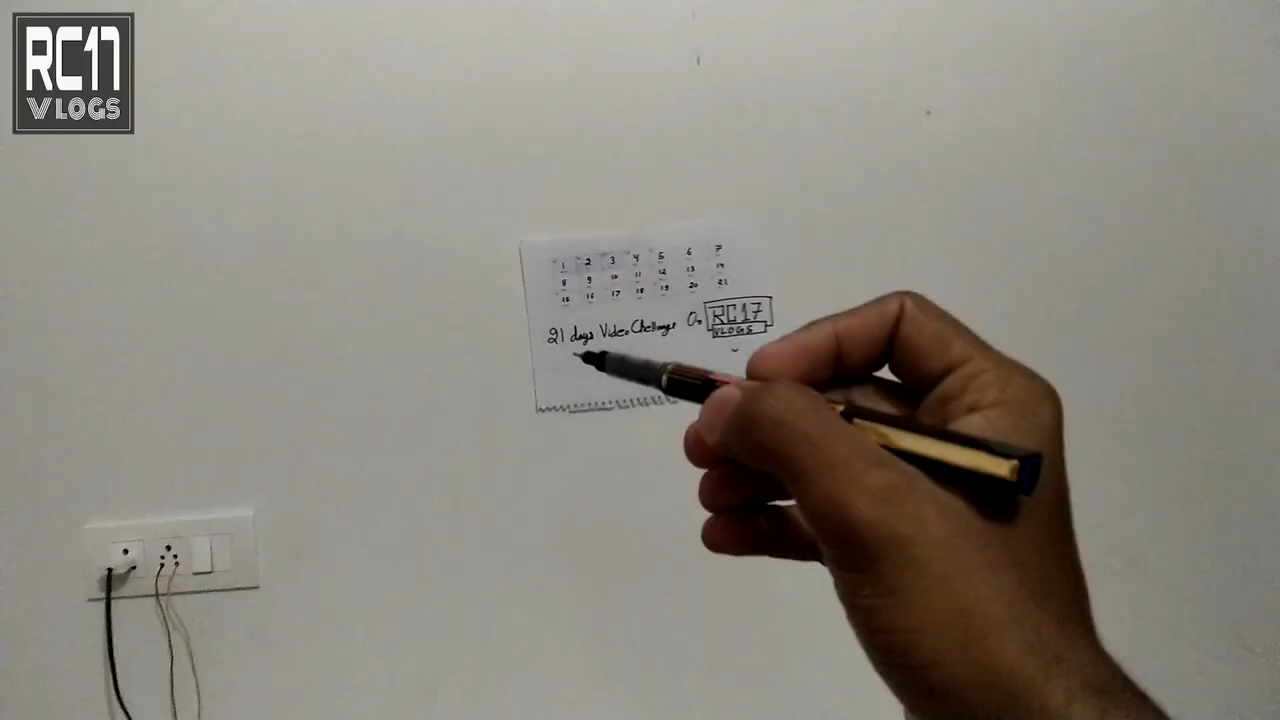 RC17
VLOGS
1 2 3 4 5 6 7
8 9 10 11 12 13 14
15 16 17 18 19 20 21
21 days Video Challenge On RC17
VLOGS